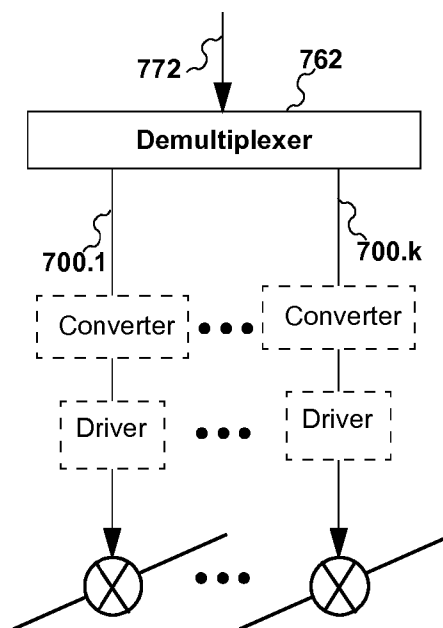 772
762
Demultiplexer
700.1
700.k
Converter
Converter
Driver
Driver